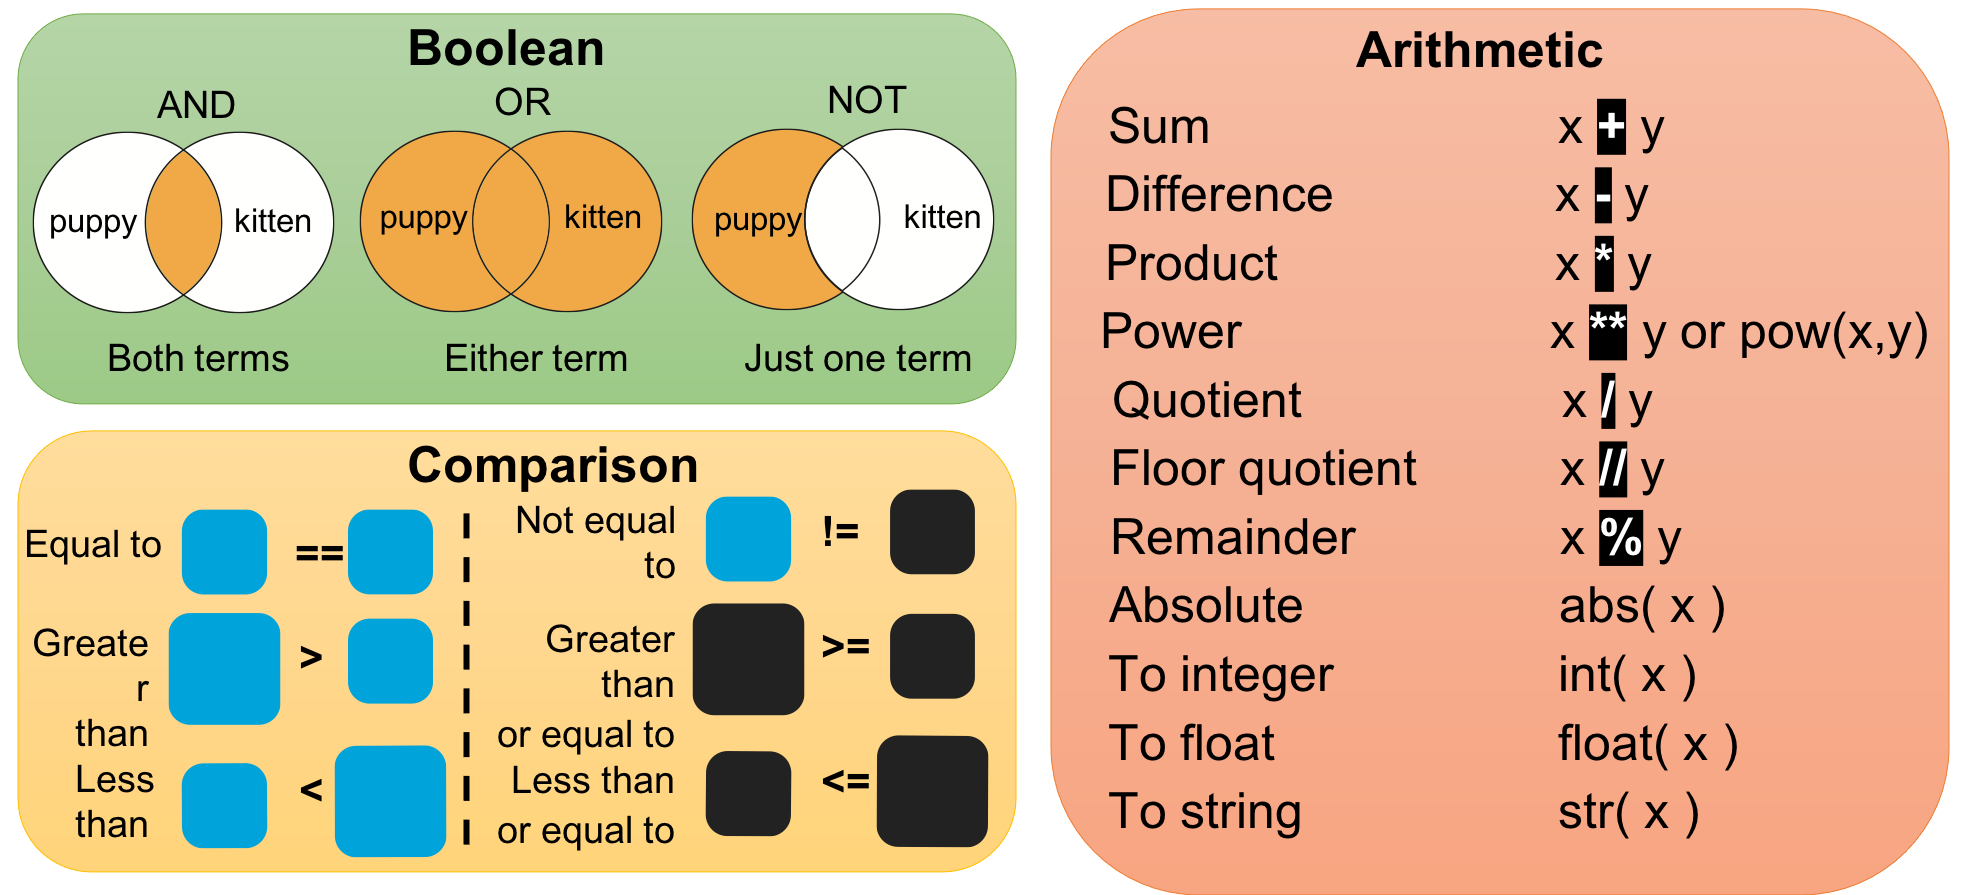 Boolean
AND
OR
NOT
puppy kitten
puppy kitten
puppy kitten
Both terms
Either term
Just one term
Comparison
Equal to
==
Greate
r
than
>
Less
than
<
Not equal
to
!=
Greater
than
or equal to
>=
Less than
or equal to
<=
Arithmetic
Sum x + y
Difference x - y
Product x * y
Power x ** y or pow(x,y)
Quotient x / y
Floor quotient x // y
Remainder x % y
Absolute abs( x )
To integer int( x )
To float float( x )
To string str( x )